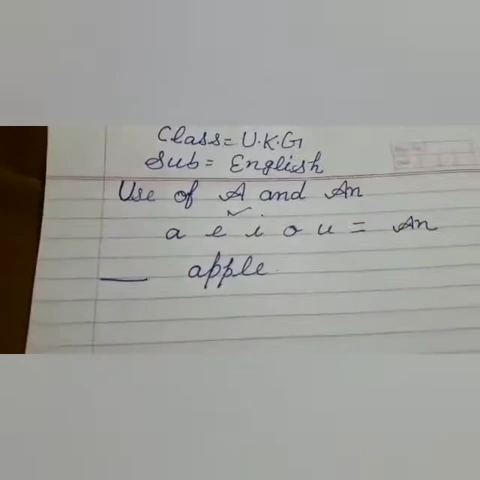 Class= U.K.G
Sub= English
Use of A and An
a e i o u = An
___ apple